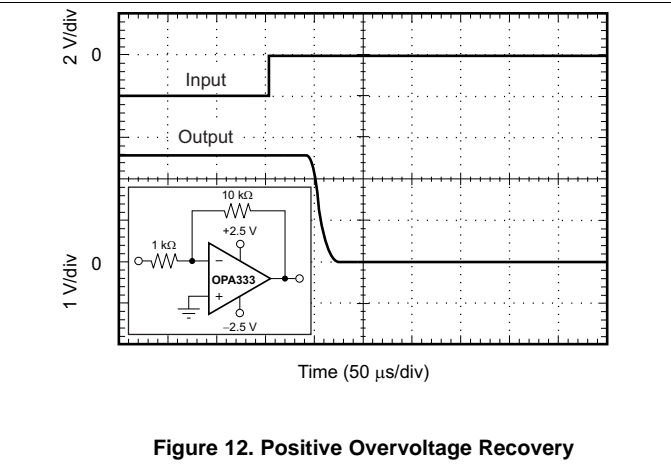 2 V/div
0
Input
Output
10 kΩ
+2.5 V
1 kΩ
−
OPA333
+
−2.5 V
1 V/div
0
Time (50 μs/div)
Figure 12. Positive Overvoltage Recovery